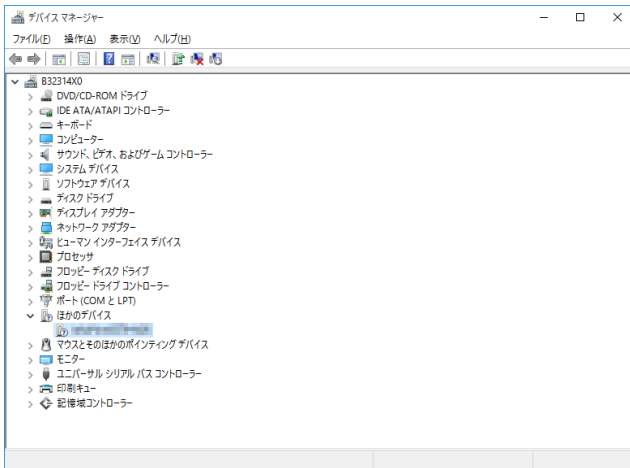 デバイス マネージャー
ファイル(F) 操作(A) 表示(V) ヘルプ(H)
B32314X0
DVD/CD-ROM ドライブ
IDE ATA/ATAPI コントローラー
キーボード
コンピューター
サウンド、ビデオ、およびゲーム コントローラー
システム デバイス
ソフトウェア デバイス
ディスク ドライブ
ディスプレイ アダプター
ネットワーク アダプター
ヒューマン インターフェイス デバイス
プロセッサ
フロッピー ディスク ドライブ
フロッピー ドライブ コントローラー
ポート (COM と LPT)
ほかのデバイス
マウスとそのほかのポインティング デバイス
モニター
ユニバーサル シリアル バス コントローラー
印刷キュー
記憶域コントローラー